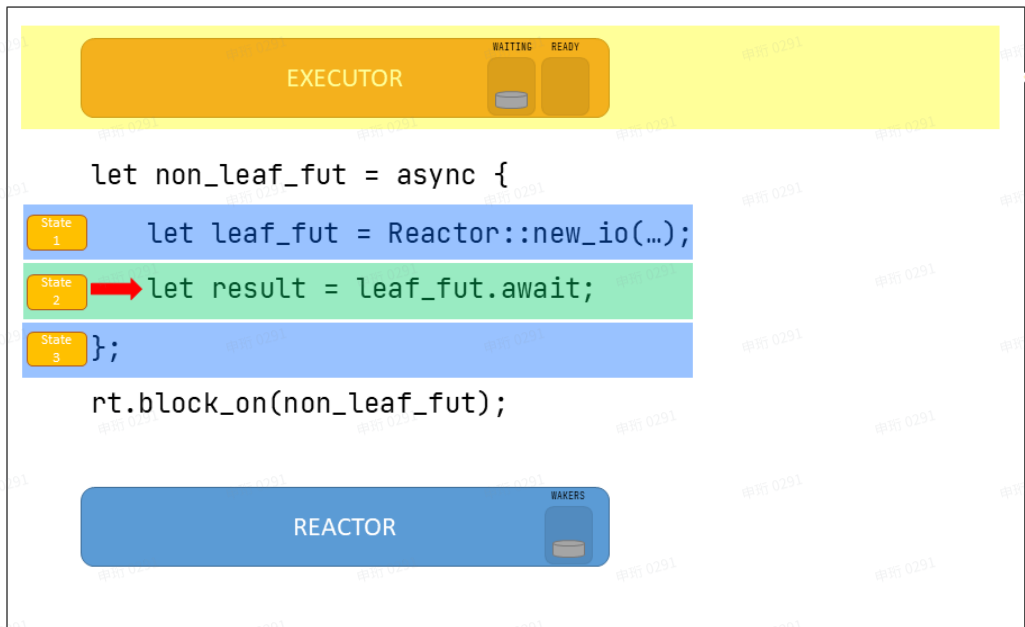 WAITING READY
EXECUTOR
let non_leaf_fut = async {
State 1
let leaf_fut = Reactor::new_io(…);
State 2
let result = leaf_fut.await;
State 3
};
rt.block_on(non_leaf_fut);
WAKERS
REACTOR